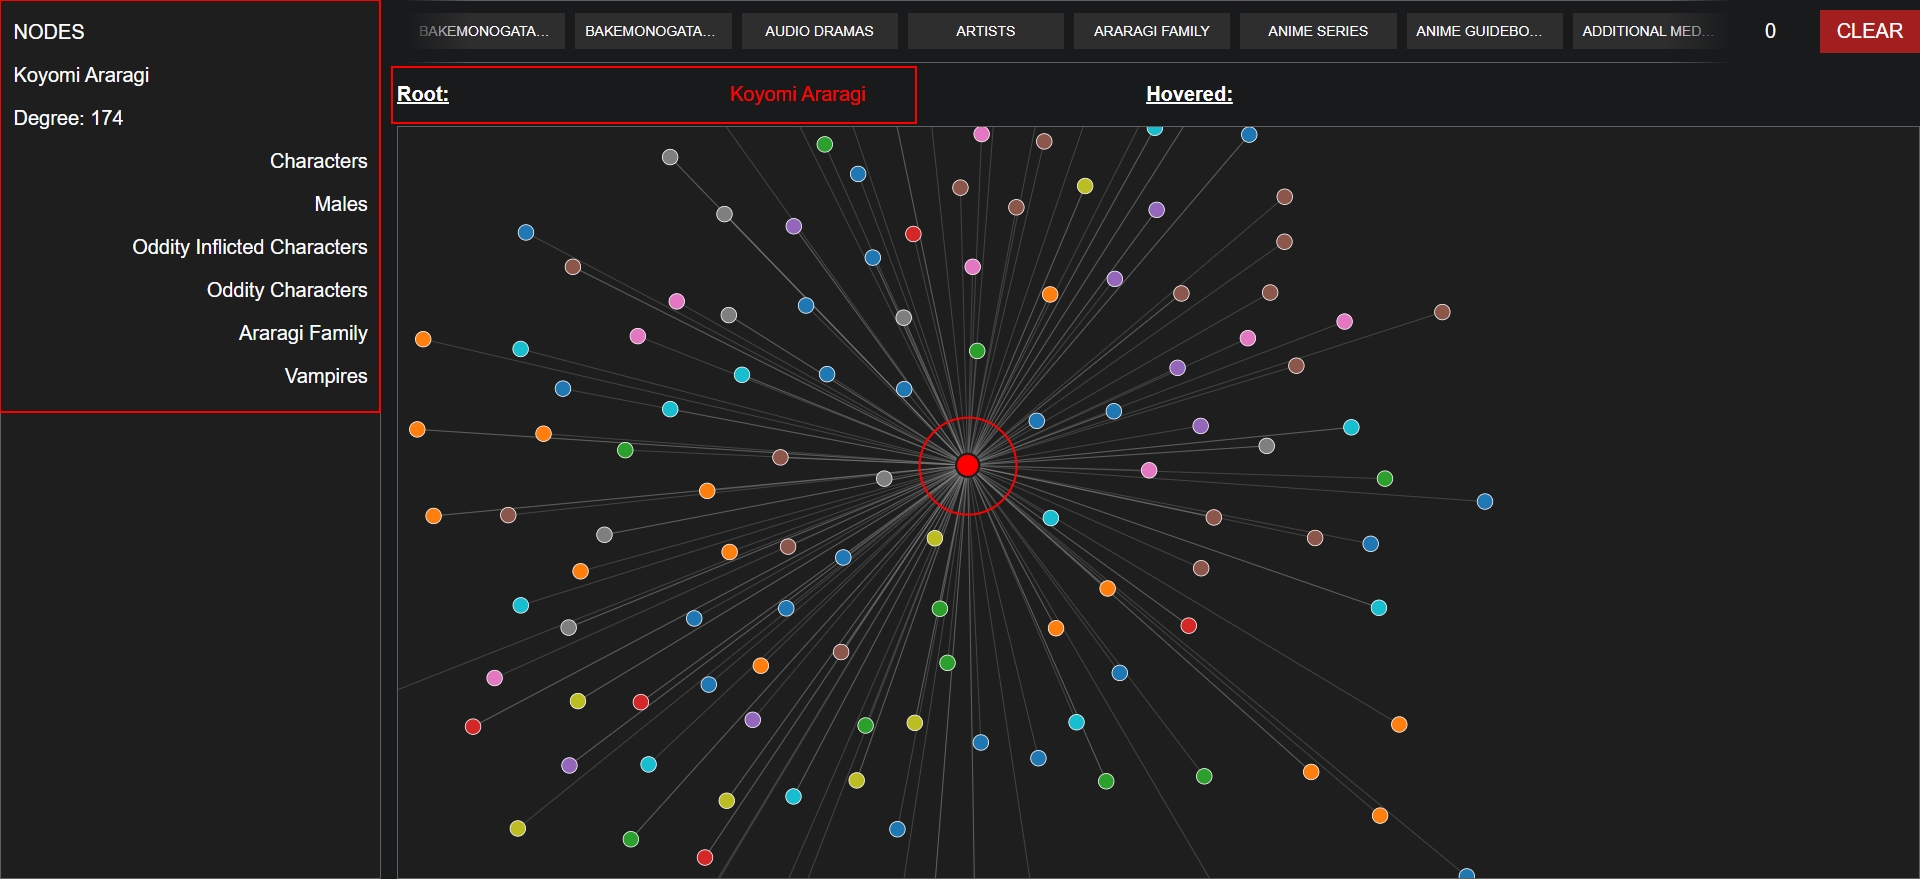 NODES
Koyomi Araragi
Degree: 174
Characters
Males
Oddity Inflicted Characters
Oddity Characters
Araragi Family
Vampires
BAKEMONOGATA... BAKEMONOGATA... AUDIO DRAMAS ARTISTS ARARAGI FAMILY ANIME SERIES ANIME GUIDEBO... ADDITIONAL MED... 0 CLEAR
Root: Koyomi Araragi Hovered: